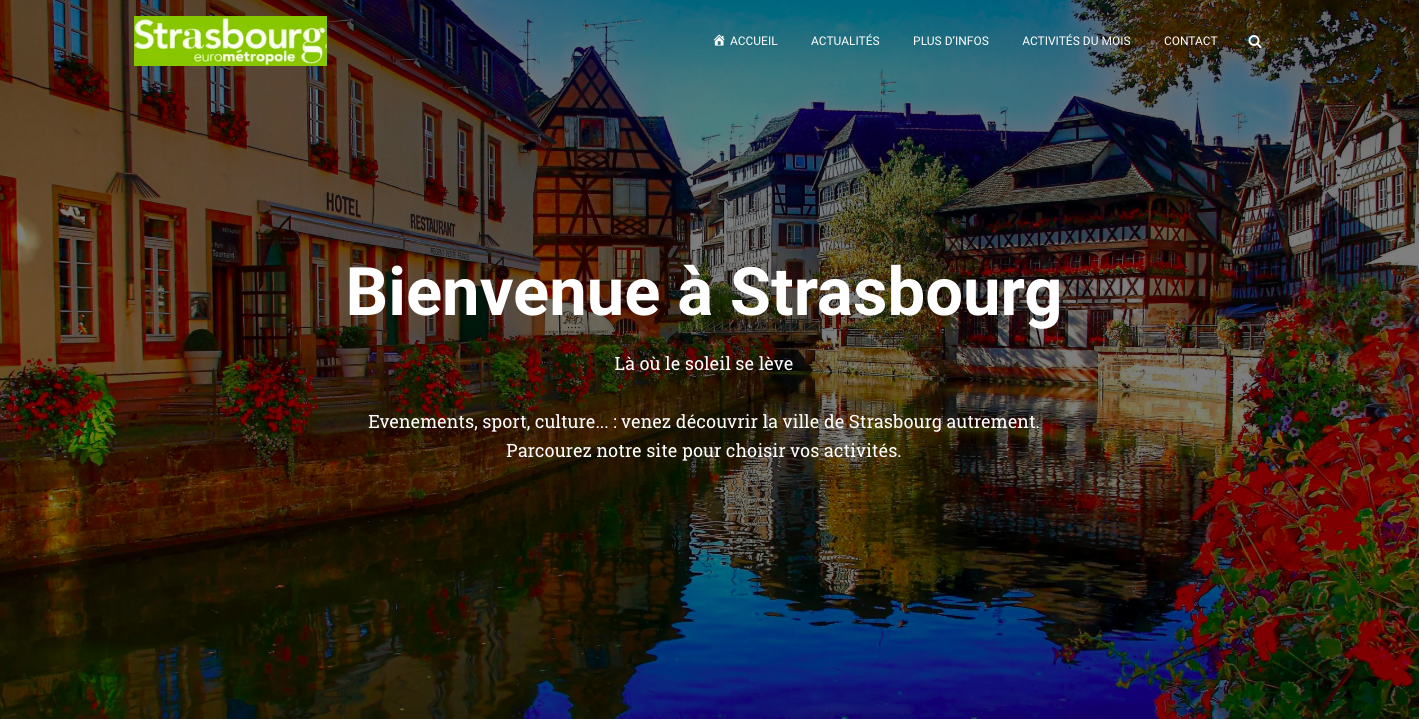 Strasbourg
eurométropole
ACCUEIL
ACTUALITÉS
PLUS D'INFOS
ACTIVITÉS DU MOIS
CONTACT
HOTEL
RESTAURANT
Bienvenue à Strasbourg
Là où le soleil se lève
Evenements, sport, culture... : venez découvrir la ville de Strasbourg autrement.
Parcourez notre site pour choisir vos activités.